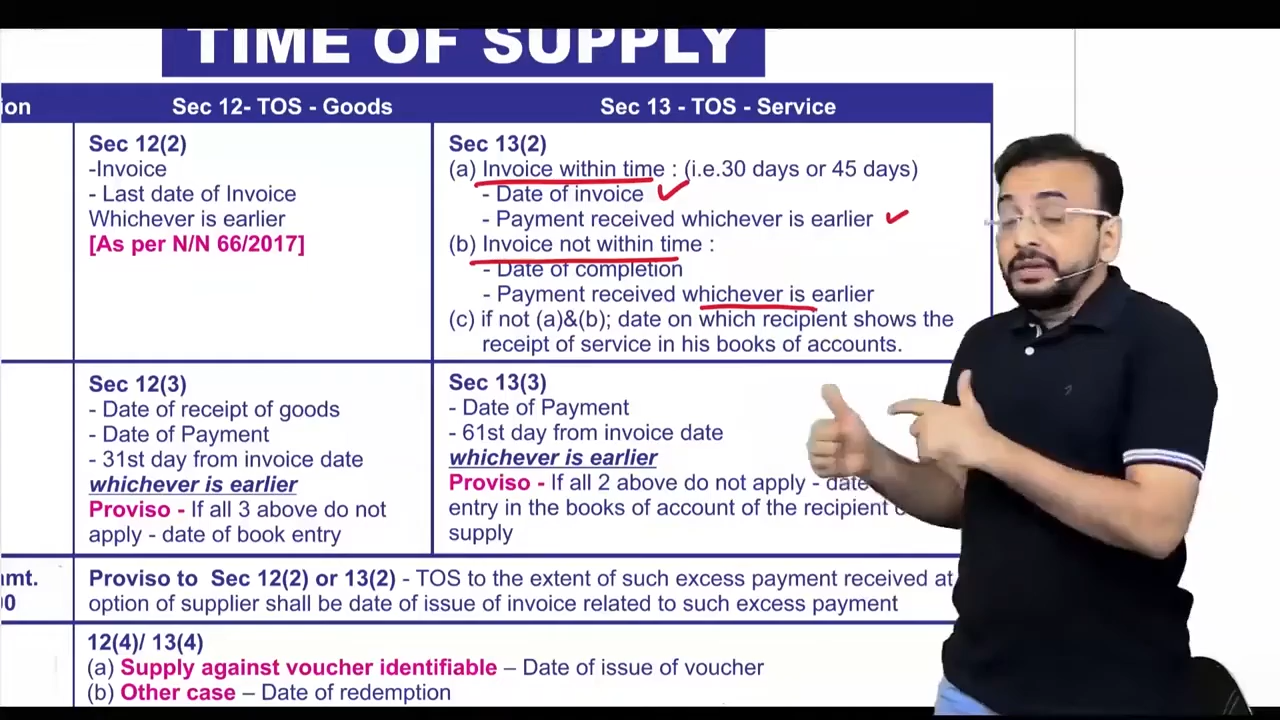 TIME OF SUPPLY
ion
Sec 12- TOS - Goods
Sec 13 - TOS - Service
Sec 12(2)
-Invoice
- Last date of Invoice
Whichever is earlier
[As per N/N 66/2017]
Sec 13(2)
(a) Invoice within time : (i.e.30 days or 45 days)
- Date of invoice
- Payment received whichever is earlier
(b) Invoice not within time :
- Date of completion
- Payment received whichever is earlier
(c) if not (a)&(b); date on which recipient shows the
receipt of service in his books of accounts.
Sec 12(3)
- Date of receipt of goods
- Date of Payment
- 31st day from invoice date
whichever is earlier
Proviso - If all 3 above do not
apply - date of book entry
Sec 13(3)
- Date of Payment
- 61st day from invoice date
whichever is earlier
Proviso - If all 2 above do not apply - date
entry in the books of account of the recipient
supply
amt.
00
Proviso to Sec 12(2) or 13(2) - TOS to the extent of such excess payment received at
option of supplier shall be date of issue of invoice related to such excess payment
12(4)/ 13(4)
(a) Supply against voucher identifiable – Date of issue of voucher
(b) Other case – Date of redemption